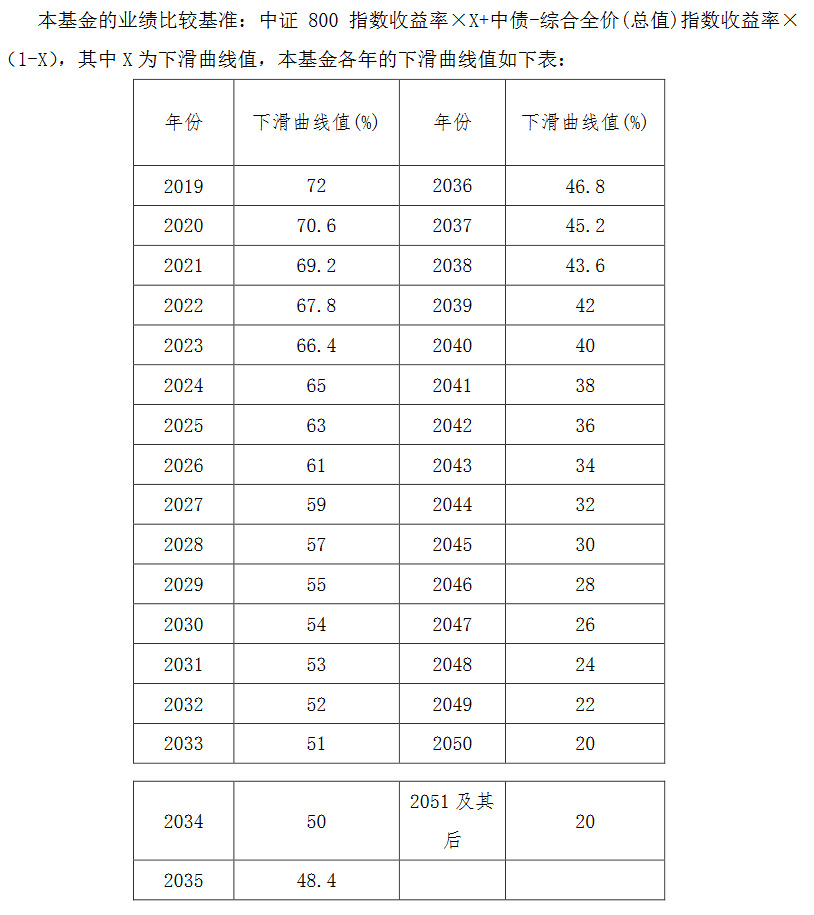 本基金的业绩比较基准：中证 800 指数收益率×X+中债-综合全价(总值)指数收益率×
（1-X），其中 X 为下滑曲线值，本基金各年的下滑曲线值如下表：
年份 下滑曲线值(%) 年份 下滑曲线值(%)
2019 72 2036 46.8
2020 70.6 2037 45.2
2021 69.2 2038 43.6
2022 67.8 2039 42
2023 66.4 2040 40
2024 65 2041 38
2025 63 2042 36
2026 61 2043 34
2027 59 2044 32
2028 57 2045 30
2029 55 2046 28
2030 54 2047 26
2031 53 2048 24
2032 52 2049 22
2033 51 2050 20
2034 50 2051 及其
后 20
2035 48.4